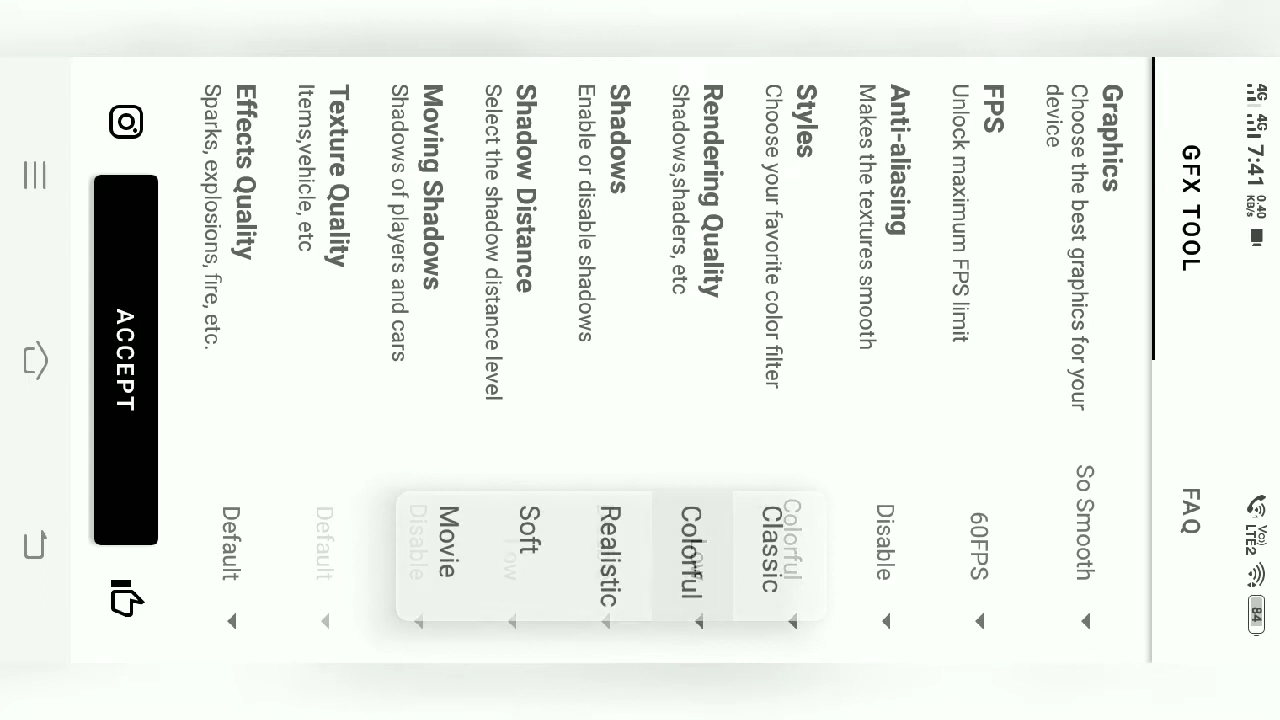 4G 4G 7:41 0.40 KB/s Vo) LTE2 84
GFX TOOL FAQ
Graphics
Choose the best graphics for your
device
So Smooth
FPS
Unlock maximum FPS limit
60FPS
Anti-aliasing
Makes the textures smooth
Disable
Styles
Choose your favorite color filter
Colorful
Classic
Rendering Quality
Shadows,shaders, etc
Colorful
Shadows
Enable or disable shadows
Realistic
Shadow Distance
Select the shadow distance level
Soft
Moving Shadows
Shadows of players and cars
Movie
Disable
Texture Quality
Items,vehicle, etc
Default
Effects Quality
Sparks, explosions, fire, etc.
Default
ACCEPT